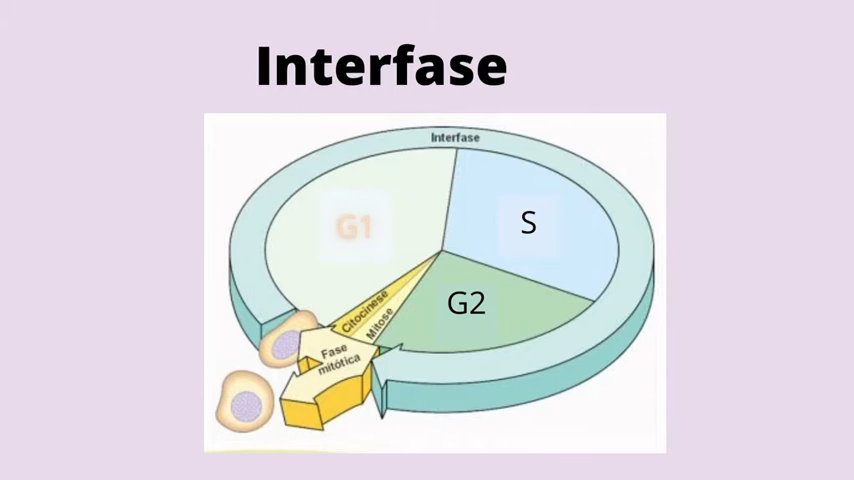 Interfase
Interfase
G1
S
G2
Citocinese
Mitose
Fase
mitótica